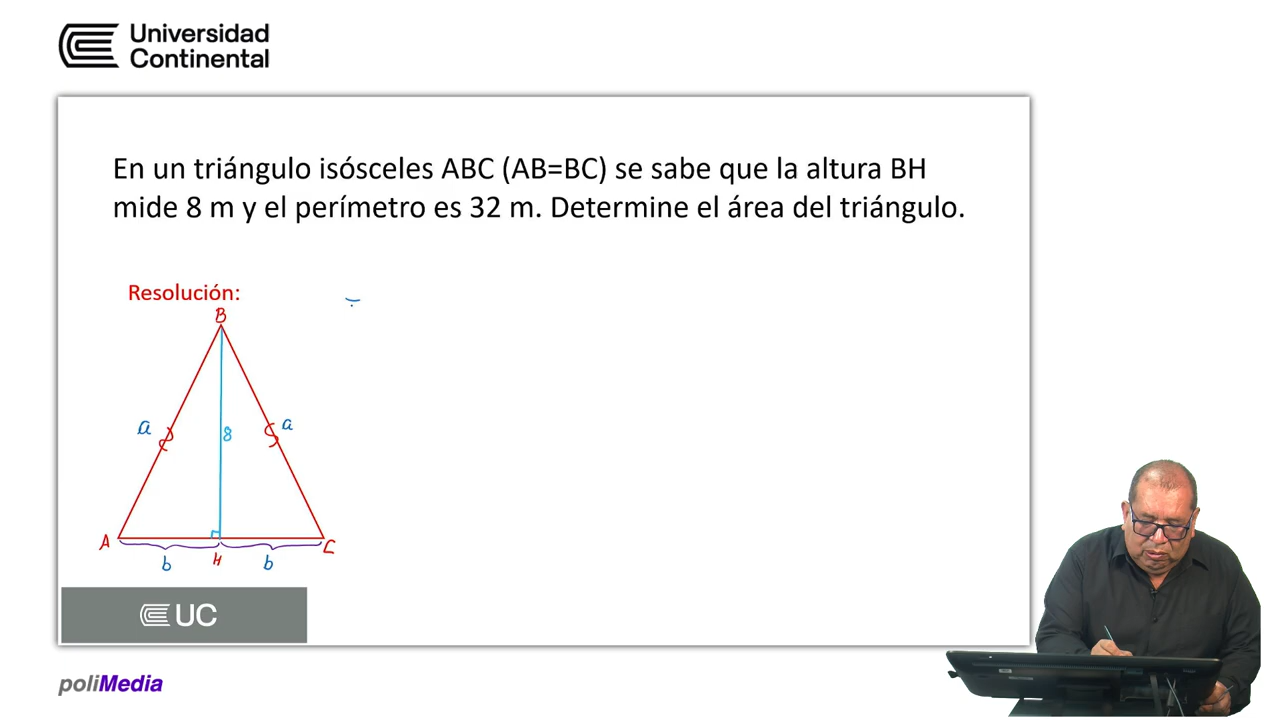 Universidad
Continental
En un triángulo isósceles ABC (AB=BC) se sabe que la altura BH
mide 8 m y el perímetro es 32 m. Determine el área del triángulo.
Resolución:
B
a
8
a
A
H
C
b
b
UC
poliMedia